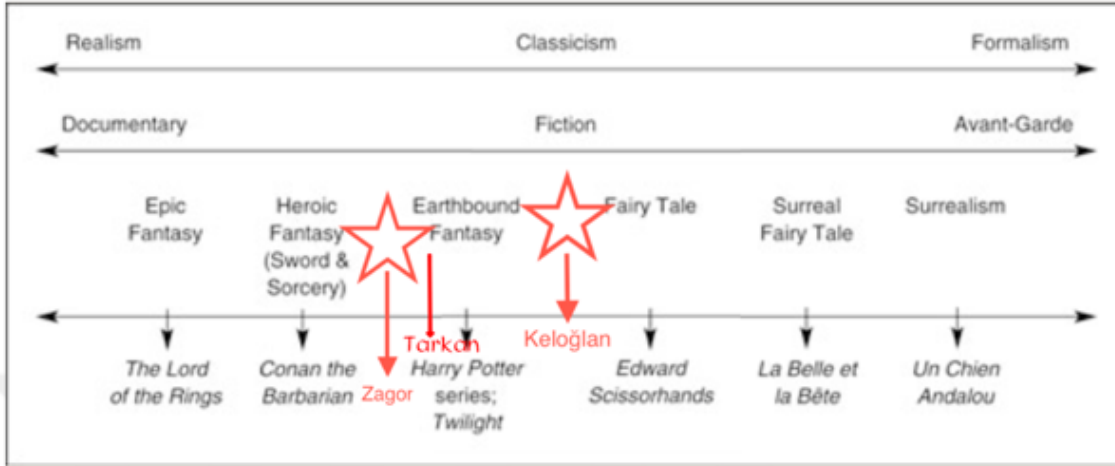 Realism Classicism Formalism
Documentary Fiction Avant-Garde
Epic
Fantasy
Heroic
Fantasy
(Sword &
Sorcery)
Earthbound
Fantasy
Fairy Tale
Surreal
Fairy Tale
Surrealism
The Lord
of the Rings
Conan the
Barbarian
Zagor
Tarkan
Harry Potter
series;
Twilight
Keloğlan
Edward
Scissorhands
La Belle et
la Bête
Un Chien
Andalou